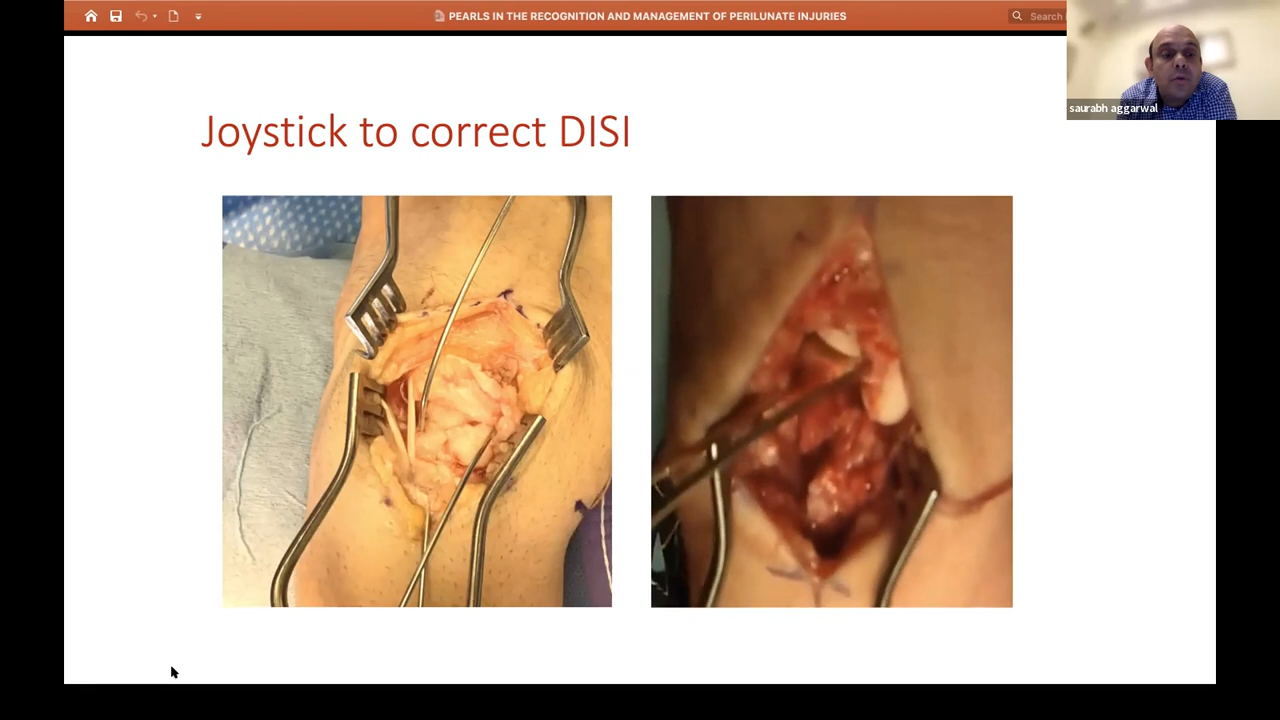 PEARLS IN THE RECOGNITION AND MANAGEMENT OF PERILUNATE INJURIES
Search
saurabh aggarwal
Joystick to correct DISI